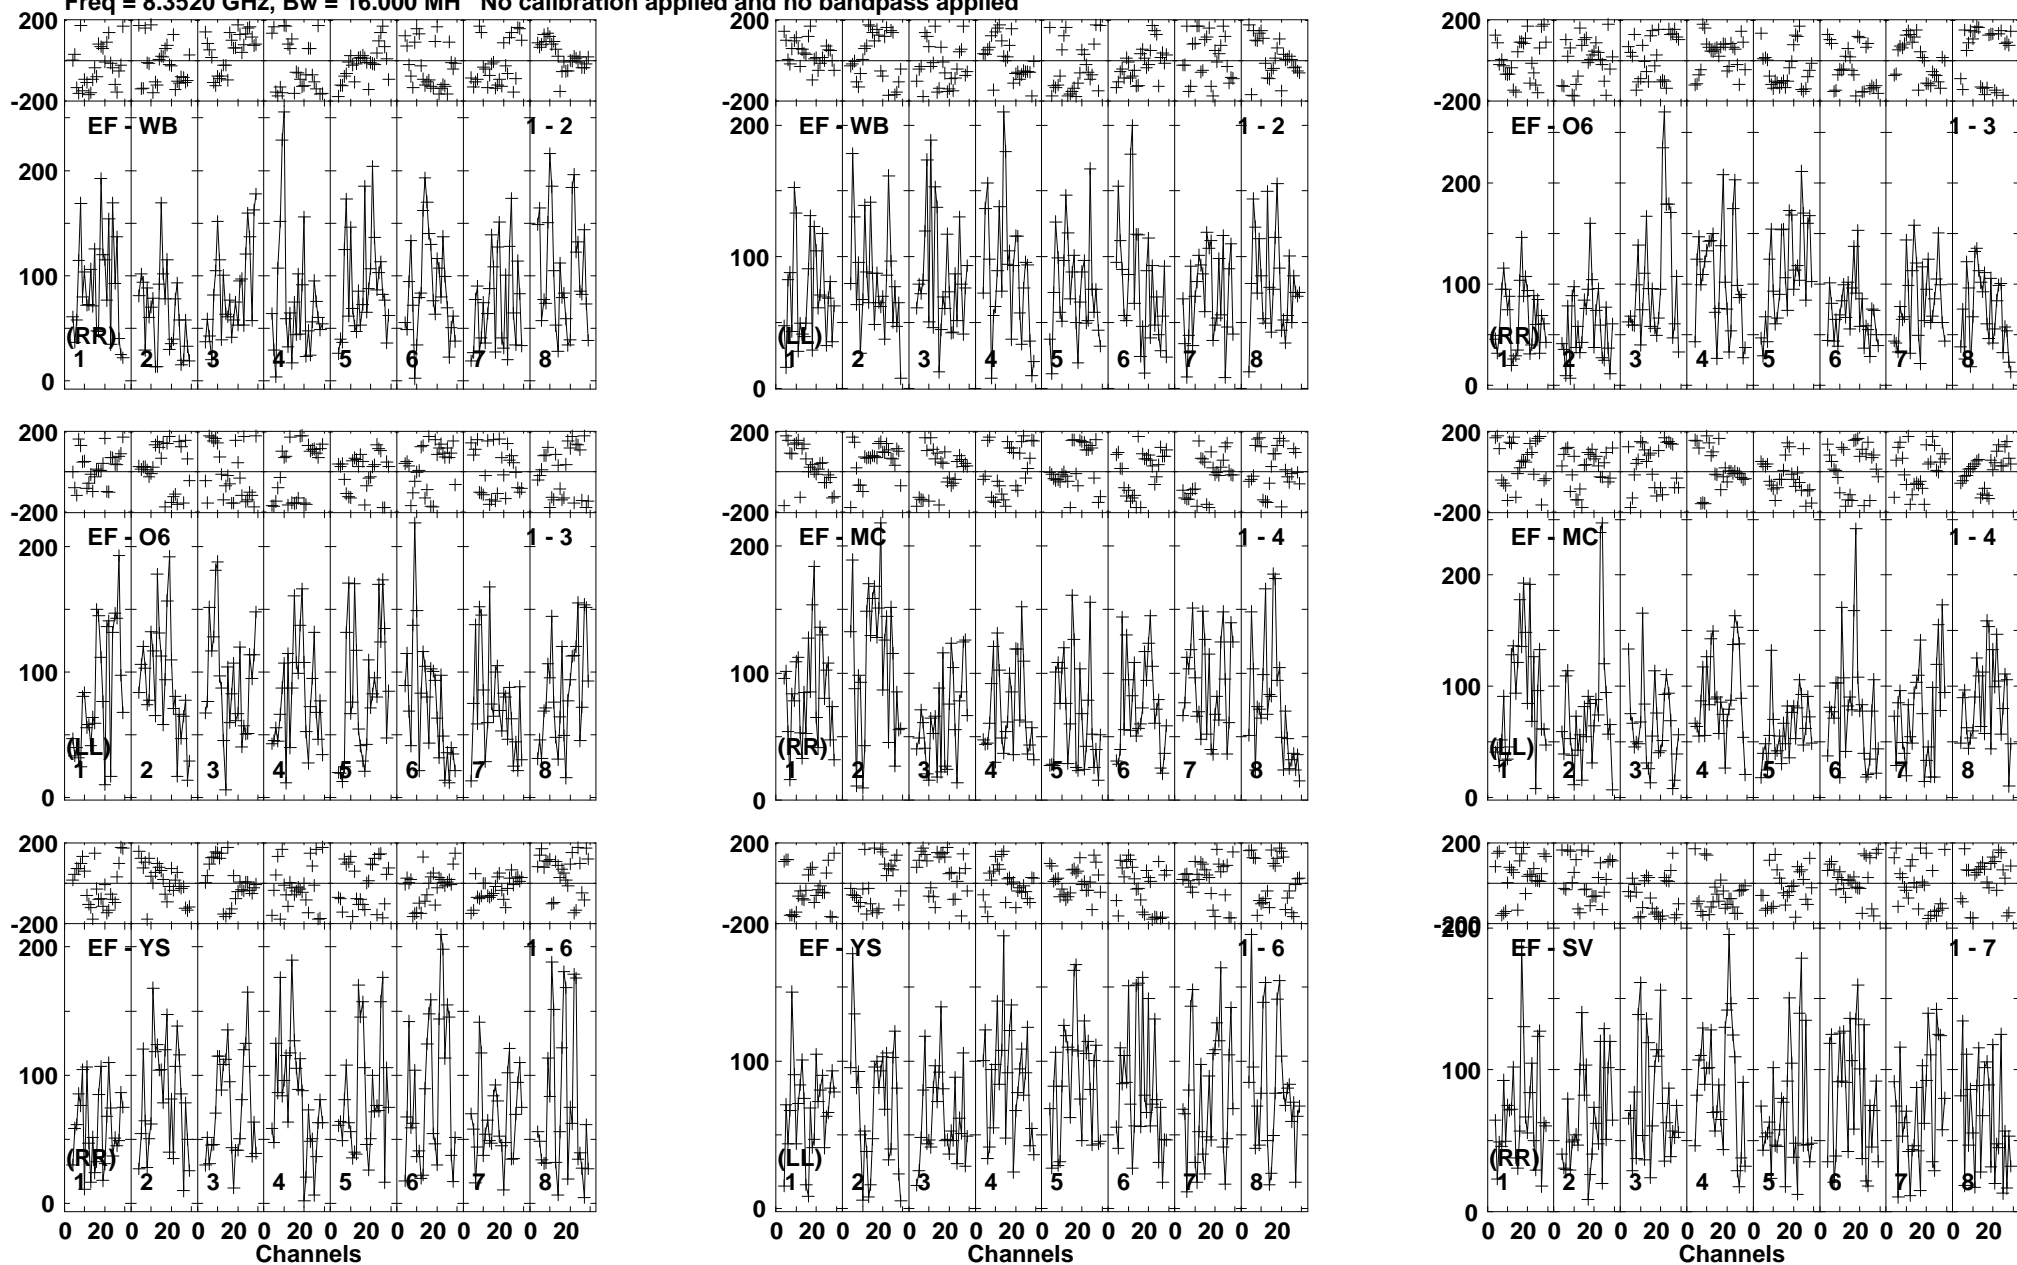 Freq = 8.3520 GHz, Bw = 16.000 MH No calibration applied and no bandpass applied
200 200 200
-200 -200 -200
EF - WB 1 - 2 EF - WB 1 - 2 EF - O6 1 - 3
200 200 200
100 100 100
(RR) (LL) (RR)
1 2 3 4 5 6 7 8 1 2 3 4 5 6 7 8 1 2 3 4 5 6 7 8
0 0 0
200 200 200
-200 -200 -200
EF - O6 1 - 3 EF - MC 1 - 4 EF - MC 1 - 4
200 200 200
100 100 100
(LL) (RR) (LL)
1 2 3 4 5 6 7 8 1 2 3 4 5 6 7 8 1 2 3 4 5 6 7 8
0 0 0
200 200 200
-200 -200 -200
200 200
EF - YS 1 - 6 EF - YS 1 - 6 EF - SV 1 - 7
100 100 100
(RR) (LL) (RR)
1 2 3 4 5 6 7 8 1 2 3 4 5 6 7 8 1 2 3 4 5 6 7 8
0 0 0
0 20 0 20 0 20 0 20 0 20 0 20 0 20 0 20 0 20 0 20 0 20 0 20 0 20 0 20 0 20 0 20 0 20 0 20 0 20 0 20 0 20 0 20 0 20 0 20
Channels Channels Channels